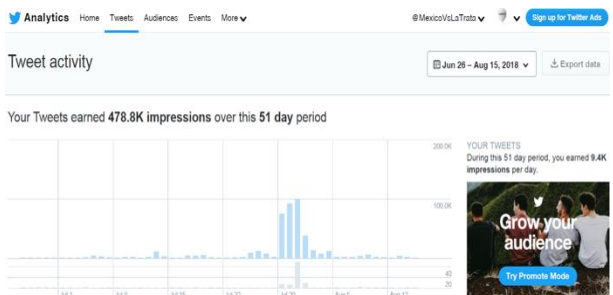 Analytics Home Tweets Audiences Events More @MexicoVsLaTrata Sign up for Twitter Ads
Tweet activity
Jun 26 – Aug 15, 2018
Export data
Your Tweets earned 478.8K impressions over this 51 day period
200.0K
100.0K
40
20
YOUR TWEETS
During this 51 day period, you earned 9.4K
impressions per day.
Grow your
audience
Try Promote Mode